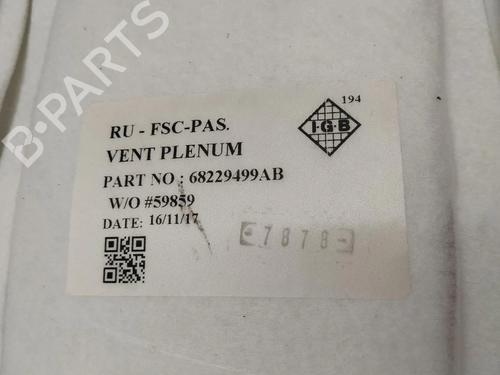 194
I·G·B
RU - FSC-PAS.
VENT PLENUM
PART NO : 68229499AB
W/O #59859
DATE: 16/11/17
-7878-
B-PARTS